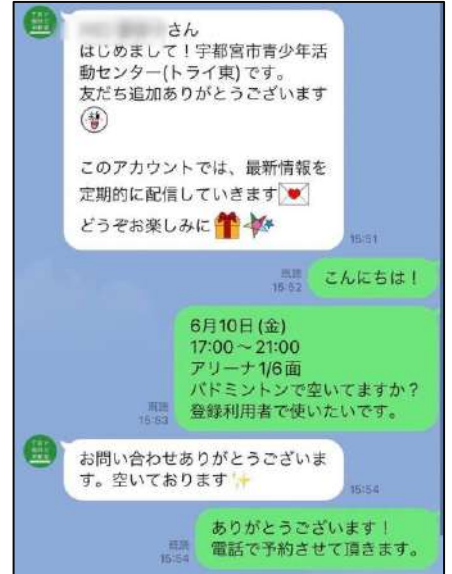 さん
はじめまして！宇都宮市青少年活
動センター(トライ東)です。
友だち追加ありがとうございます
このアカウントでは、最新情報を
定期的に配信していきます
どうぞお楽しみに
15:51
既読
15:52
こんにちは！
6月10日(金)
17:00～21:00
アリーナ1/6面
バドミントンで空いてますか？
登録利用者で使いたいです。
既読
15:53
お問い合わせありがとうございま
す。空いております
15:54
ありがとうございます！
電話で予約させて頂きます。
既読
15:54